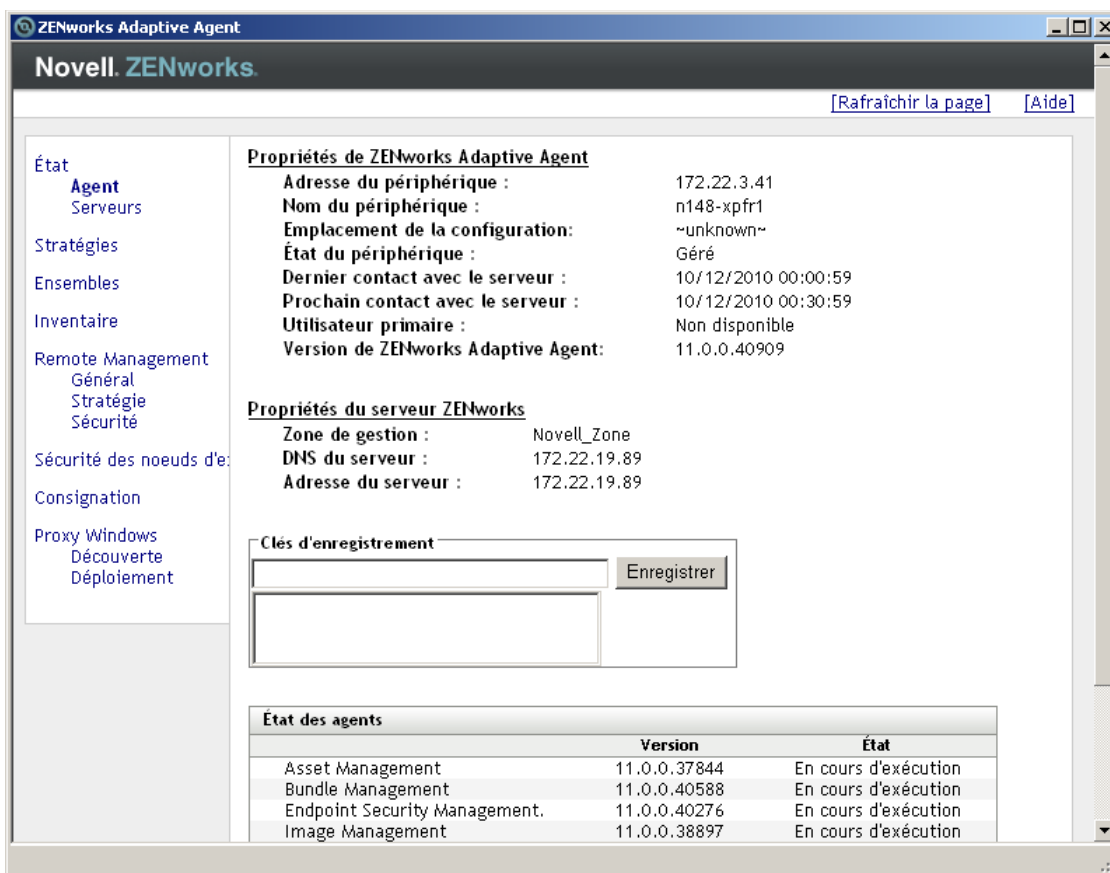 ZENworks Adaptive Agent
Novell. ZENworks.
[Rafraîchir la page] [Aide]
État
Agent
Serveurs
Stratégies
Ensembles
Inventaire
Remote Management
Général
Stratégie
Sécurité
Sécurité des noeuds d'e
Consignation
Proxy Windows
Découverte
Déploiement
Propriétés de ZENworks Adaptive Agent
Adresse du périphérique : 172.22.3.41
Nom du périphérique : n148-xpfr1
Emplacement de la configuration: ~unknown~
État du périphérique : Géré
Dernier contact avec le serveur : 10/12/2010 00:00:59
Prochain contact avec le serveur : 10/12/2010 00:30:59
Utilisateur primaire : Non disponible
Version de ZENworks Adaptive Agent: 11.0.0.40909
Propriétés du serveur ZENworks
Zone de gestion : Novell_Zone
DNS du serveur : 172.22.19.89
Adresse du serveur : 172.22.19.89
Clés d'enregistrement
Enregistrer
État des agents
Version État
Asset Management 11.0.0.37844 En cours d'exécution
Bundle Management 11.0.0.40588 En cours d'exécution
Endpoint Security Management. 11.0.0.40276 En cours d'exécution
Image Management 11.0.0.38897 En cours d'exécution